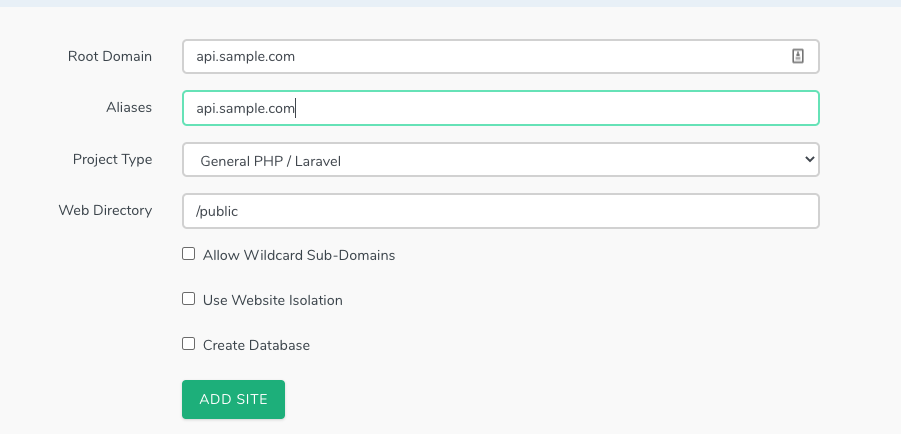 Root Domain api.sample.com
Aliases api.sample.com
Project Type General PHP / Laravel
Web Directory /public
Allow Wildcard Sub-Domains
Use Website Isolation
Create Database
ADD SITE